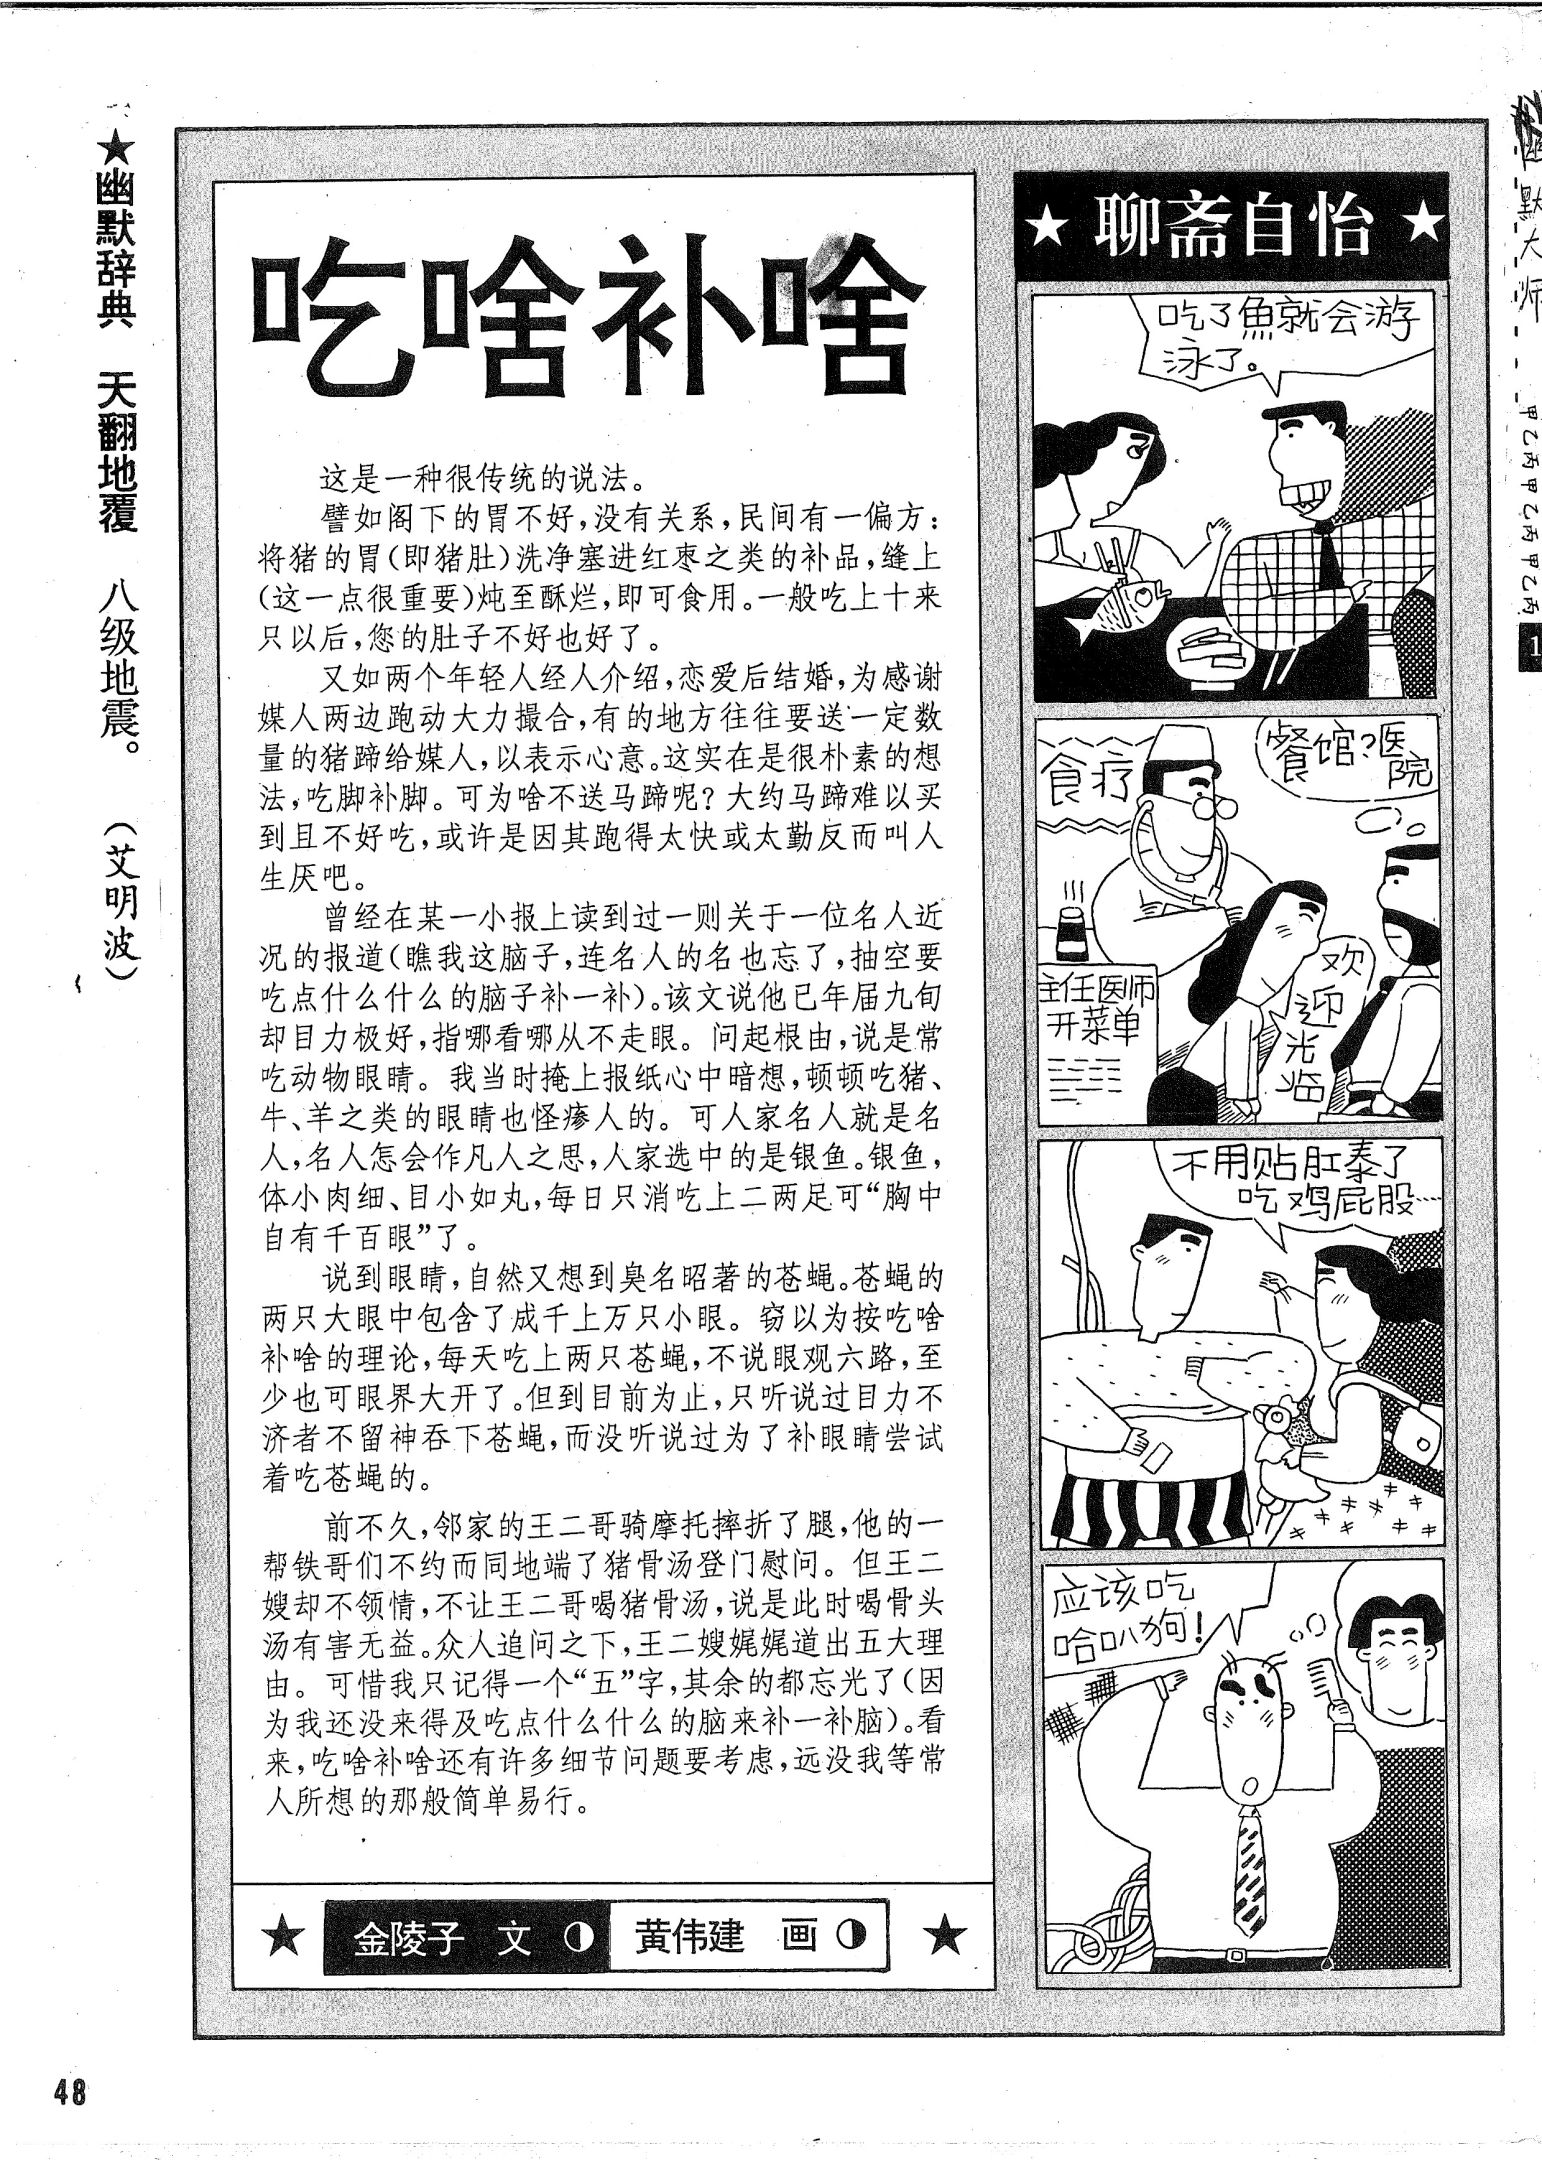 ★幽默辞典 天翻地覆 八级地震。 (艾明波)
吃啥补啥
这是一种很传统的说法。
譬如阁下的胃不好,没有关系,民间有一偏方:
将猪的胃(即猪肚)洗净塞进红枣之类的补品,缝上
(这一点很重要)炖至酥烂,即可食用。一般吃上十来
只以后,您的肚子不好也好了。
又如两个年轻人经人介绍,恋爱后结婚,为感谢
媒人两边跑动大力撮合,有的地方往往要送一定数
量的猪蹄给媒人,以表示心意。这实在是很朴素的想
法,吃脚补脚。可为啥不送马蹄呢?大约马蹄难以买
到且不好吃,或许是因其跑得太快或太勤反而叫人
生厌吧。
曾经在某一小报上读到过一则关于一位名人近
况的报道(瞧我这脑子,连名人的名也忘了,抽空要
吃点什么什么的脑子补一补)。该文说他已年届九旬
却目力极好,指哪看哪从不走眼。问起根由,说是常
吃动物眼睛。我当时掩上报纸心中暗想,顿顿吃猪、
牛、羊之类的眼睛也怪瘆人的。可人家名人就是名
人,名人怎会作凡人之思,人家选中的是银鱼。银鱼,
体小肉细、目小如丸,每日只消吃上二两足可“胸中
自有千百眼”了。
说到眼睛,自然又想到臭名昭著的苍蝇。苍蝇的
两只大眼中包含了成千上万只小眼。窃以为按吃啥
补啥的理论,每天吃上两只苍蝇,不说眼观六路,至
少也可眼界大开了。但到目前为止,只听说过目力不
济者不留神吞下苍蝇,而没听说过为了补眼睛尝试
着吃苍蝇的。
前不久,邻家的王二哥骑摩托摔折了腿,他的一
帮铁哥们不约而同地端了猪骨汤登门慰问。但王二
嫂却不领情,不让王二哥喝猪骨汤,说是此时喝骨头
汤有害无益。众人追问之下,王二嫂娓娓道出五大理
由。可惜我只记得一个“五”字,其余的都忘光了(因
为我还没来得及吃点什么什么的脑来补一补脑)。看
来,吃啥补啥还有许多细节问题要考虑,远没我等常
人所想的那般简单易行。
★ 金陵子 文 黄伟建 画 ★
★ 聊斋自怡 ★
吃了魚就会游
泳了。
餐馆?医
院
食疗
主任医师
开菜单
欢
迎
光
临
不用贴肛泰了
吃鸡屁股……
应该吃
哈叭狗!
幽默大师
甲乙丙甲乙丙甲乙丙
1
48